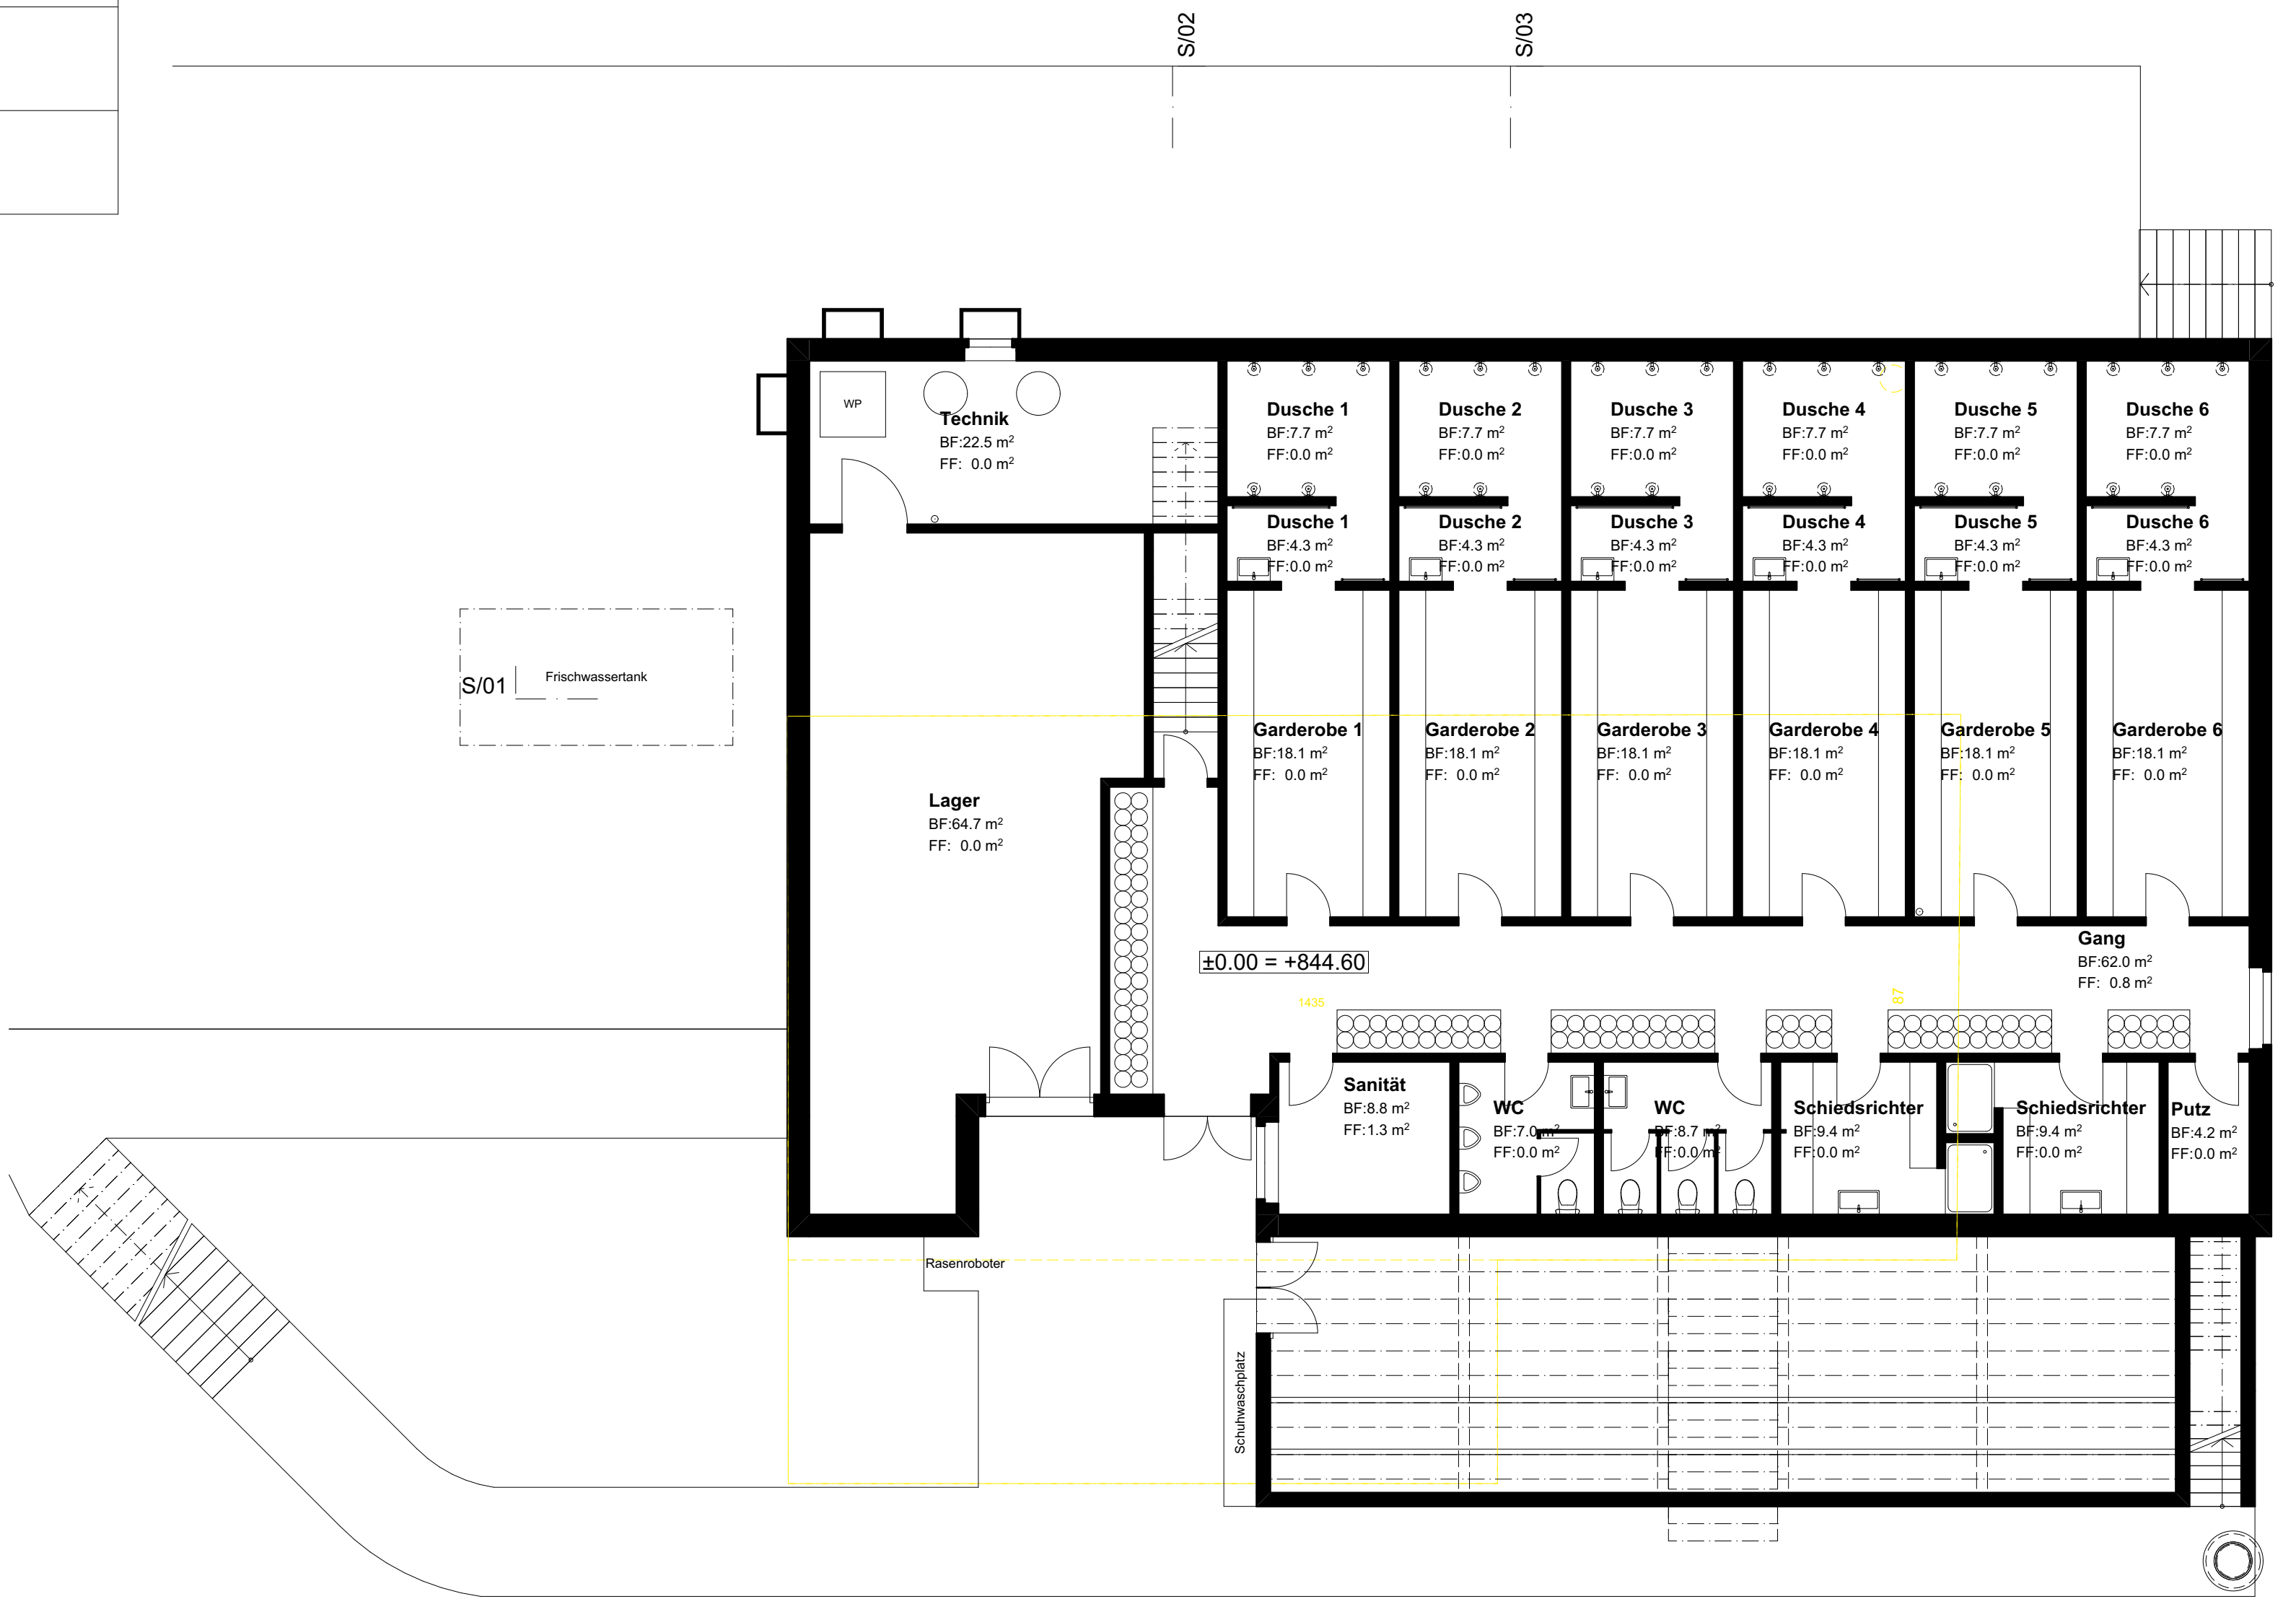 S/02
S/03
WP
Technik
BF:22.5 m²
FF: 0.0 m²
Dusche 1
BF:7.7 m²
FF:0.0 m²
Dusche 2
BF:7.7 m²
FF:0.0 m²
Dusche 3
BF:7.7 m²
FF:0.0 m²
Dusche 4
BF:7.7 m²
FF:0.0 m²
Dusche 5
BF:7.7 m²
FF:0.0 m²
Dusche 6
BF:7.7 m²
FF:0.0 m²
Dusche 1
BF:4.3 m²
FF:0.0 m²
Dusche 2
BF:4.3 m²
FF:0.0 m²
Dusche 3
BF:4.3 m²
FF:0.0 m²
Dusche 4
BF:4.3 m²
FF:0.0 m²
Dusche 5
BF:4.3 m²
FF:0.0 m²
Dusche 6
BF:4.3 m²
FF:0.0 m²
S/01
Frischwassertank
Garderobe 1
BF:18.1 m²
FF: 0.0 m²
Garderobe 2
BF:18.1 m²
FF: 0.0 m²
Garderobe 3
BF:18.1 m²
FF: 0.0 m²
Garderobe 4
BF:18.1 m²
FF: 0.0 m²
Garderobe 5
BF:18.1 m²
FF: 0.0 m²
Garderobe 6
BF:18.1 m²
FF: 0.0 m²
Lager
BF:64.7 m²
FF: 0.0 m²
±0.00 = +844.60
Gang
BF:62.0 m²
FF: 0.8 m²
1435
87
Sanität
BF:8.8 m²
FF:1.3 m²
WC
BF:7.0 m²
FF:0.0 m²
WC
BF:8.7 m²
FF:0.0 m²
Schiedsrichter
BF:9.4 m²
FF:0.0 m²
Schiedsrichter
BF:9.4 m²
FF:0.0 m²
Putz
BF:4.2 m²
FF:0.0 m²
Rasenroboter
Schuhwaschplatz